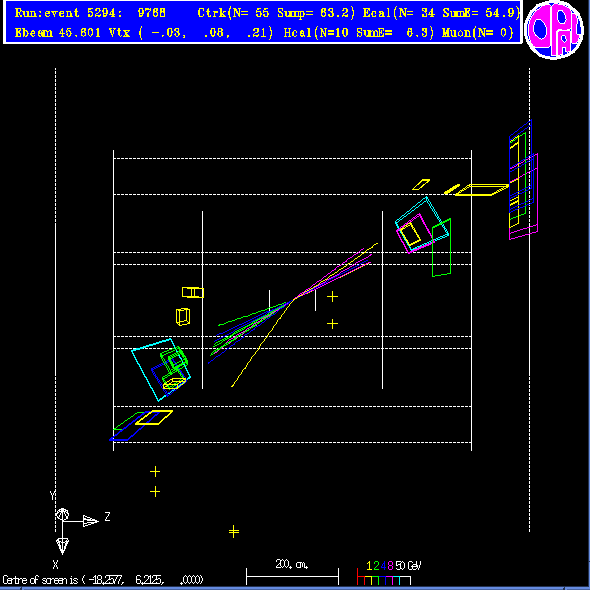 Run:event 5294: 9768 Ctrk(N= 55 Sump= 63.2) Ecal(N= 34 SumE= 54.9)
Ebeam 45.601 Vtx ( -.03, .08, .21) Hcal(N=10 SumE= 6.3) Muon(N= 0)
OPAL
Y
Z
X
200. cm.
1 2 4 8 50 GeV
Centre of screen is ( -18.2577, 6.2125, .0000)